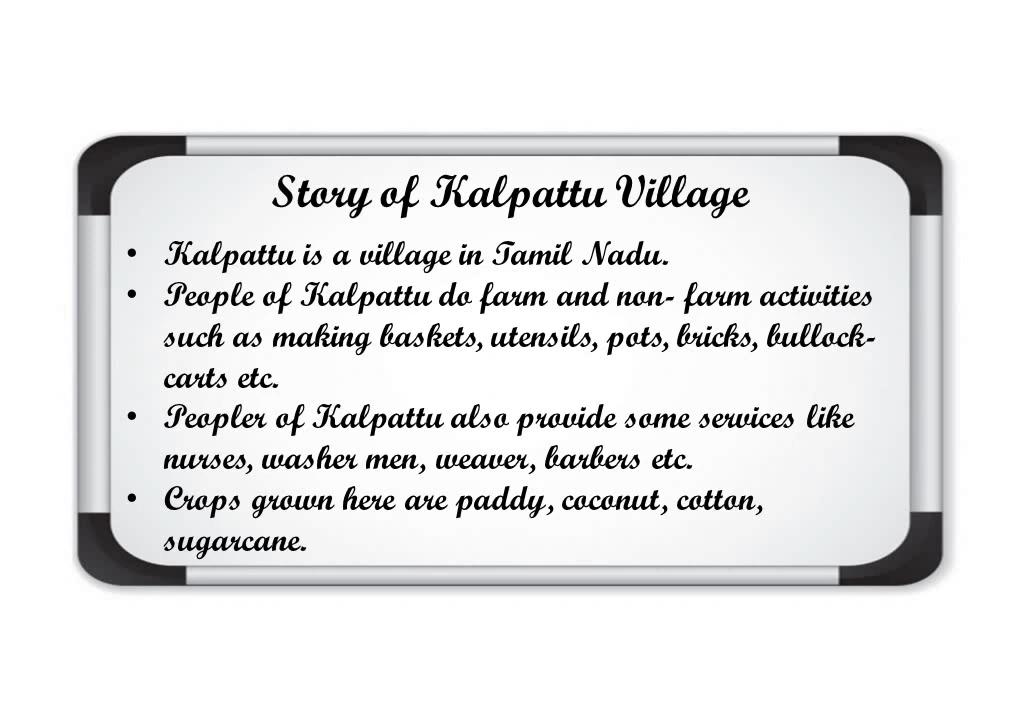 Story of Kalpattu Village
• Kalpattu is a village in Tamil Nadu.
• People of Kalpattu do farm and non- farm activities
such as making baskets, utensils, pots, bricks, bullock-
carts etc.
• Peopler of Kalpattu also provide some services like
nurses, washer men, weaver, barbers etc.
• Crops grown here are paddy, coconut, cotton,
sugarcane.